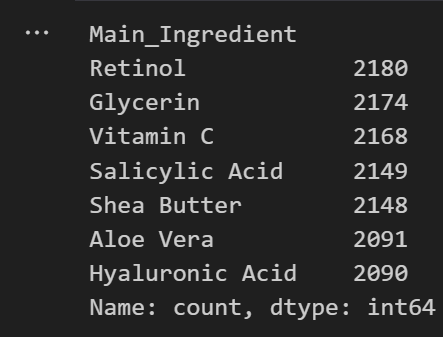 Main_Ingredient
Retinol 2180
Glycerin 2174
Vitamin C 2168
Salicylic Acid 2149
Shea Butter 2148
Aloe Vera 2091
Hyaluronic Acid 2090
Name: count, dtype: int64